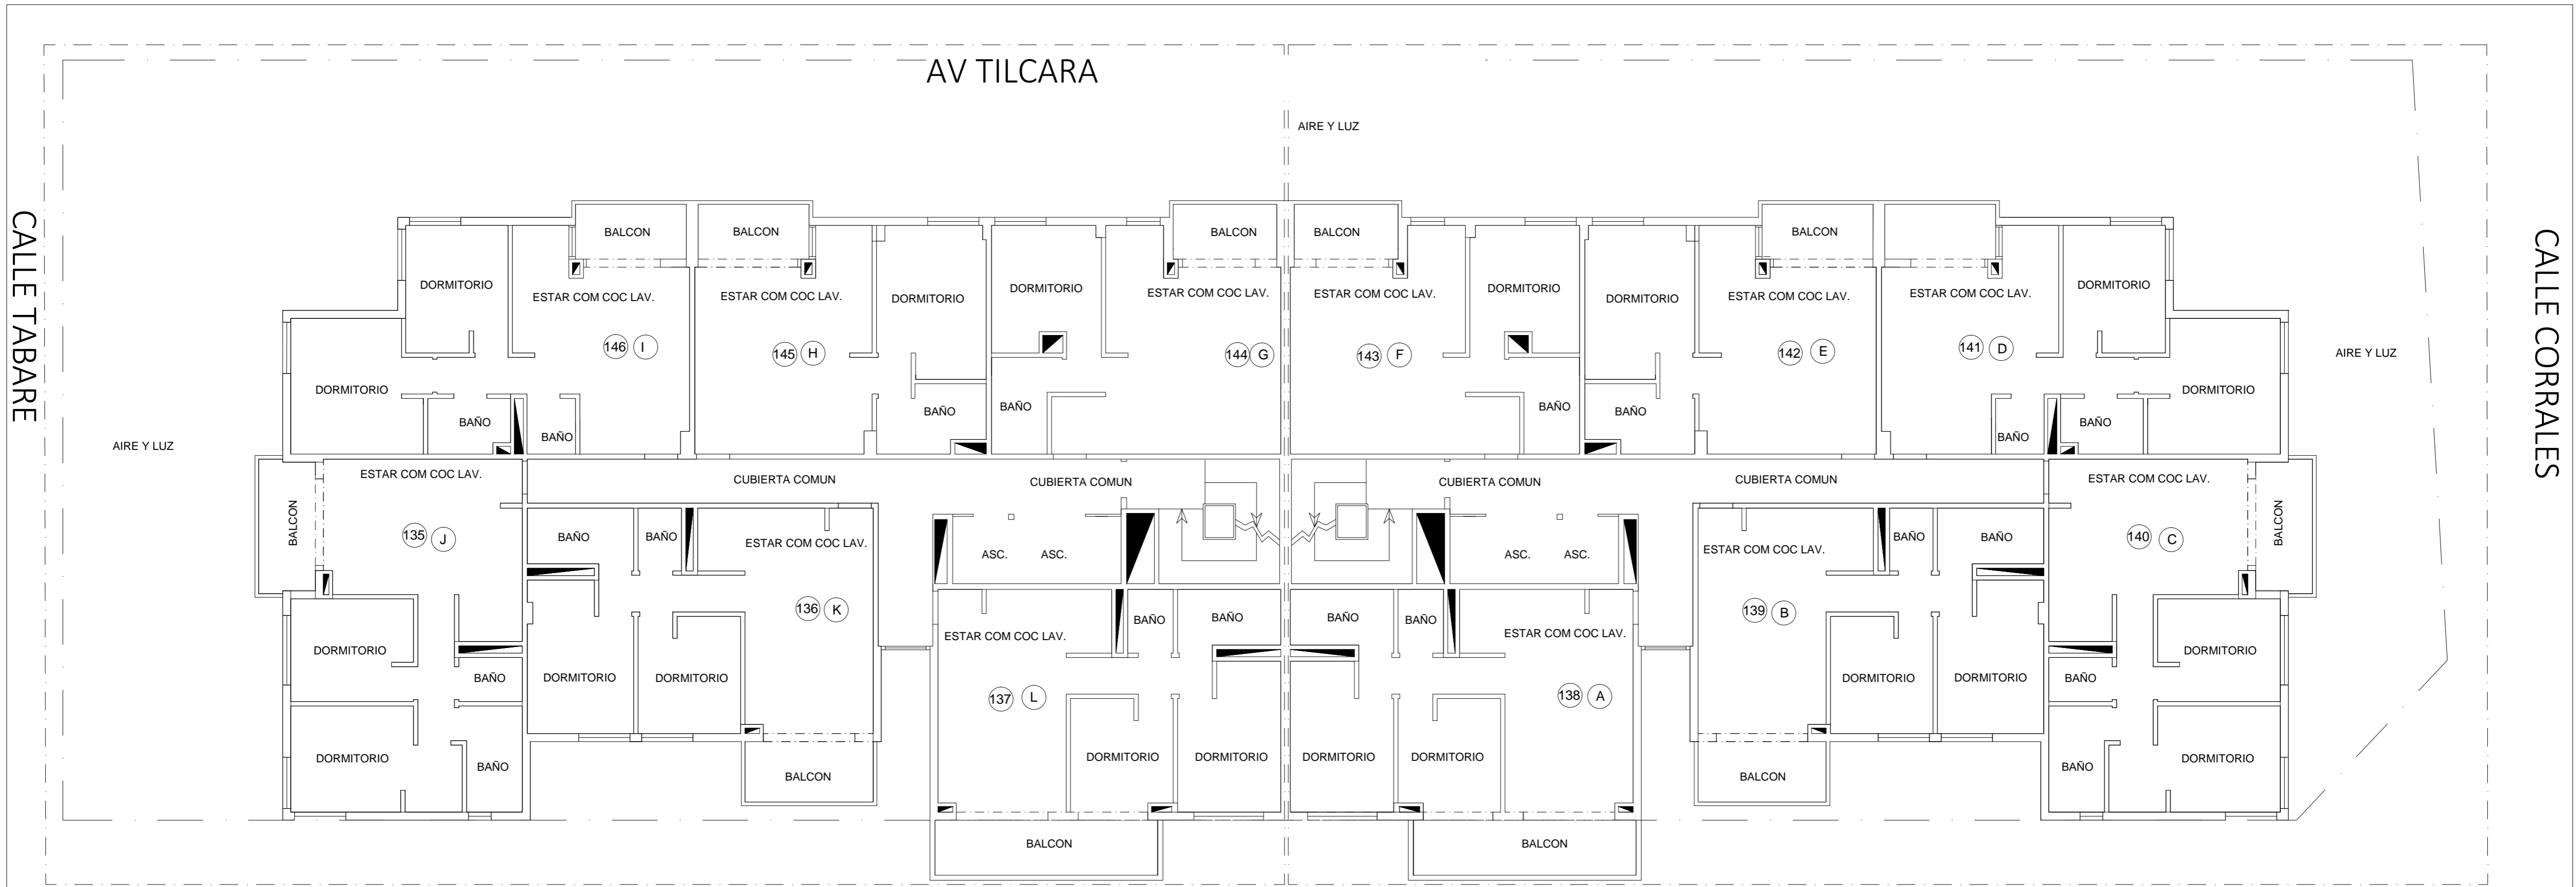 AV TILCARA
AIRE Y LUZ
CALLE TABARE
CALLE CORRALES
BALCON
BALCON
BALCON
BALCON
BALCON
DORMITORIO
ESTAR COM COC LAV.
ESTAR COM COC LAV.
DORMITORIO
DORMITORIO
ESTAR COM COC LAV.
ESTAR COM COC LAV.
DORMITORIO
DORMITORIO
ESTAR COM COC LAV.
ESTAR COM COC LAV.
DORMITORIO
146 I
145 H
144 G
143 F
142 E
141 D
AIRE Y LUZ
DORMITORIO
DORMITORIO
BAÑO
BAÑO
BAÑO
BAÑO
BAÑO
BAÑO
BAÑO
BAÑO
AIRE Y LUZ
ESTAR COM COC LAV.
CUBIERTA COMUN
CUBIERTA COMUN
CUBIERTA COMUN
CUBIERTA COMUN
ESTAR COM COC LAV.
BALCON
135 J
BAÑO
BAÑO
ESTAR COM COC LAV.
ASC.
ASC.
ASC.
ASC.
ESTAR COM COC LAV.
BAÑO
BAÑO
140 C
BALCON
136 K
139 B
BAÑO
BAÑO
BAÑO
BAÑO
ESTAR COM COC LAV.
ESTAR COM COC LAV.
DORMITORIO
DORMITORIO
BAÑO
DORMITORIO
DORMITORIO
DORMITORIO
DORMITORIO
BAÑO
137 L
138 A
DORMITORIO
BAÑO
BALCON
DORMITORIO
DORMITORIO
DORMITORIO
DORMITORIO
BALCON
BAÑO
DORMITORIO
BALCON
BALCON